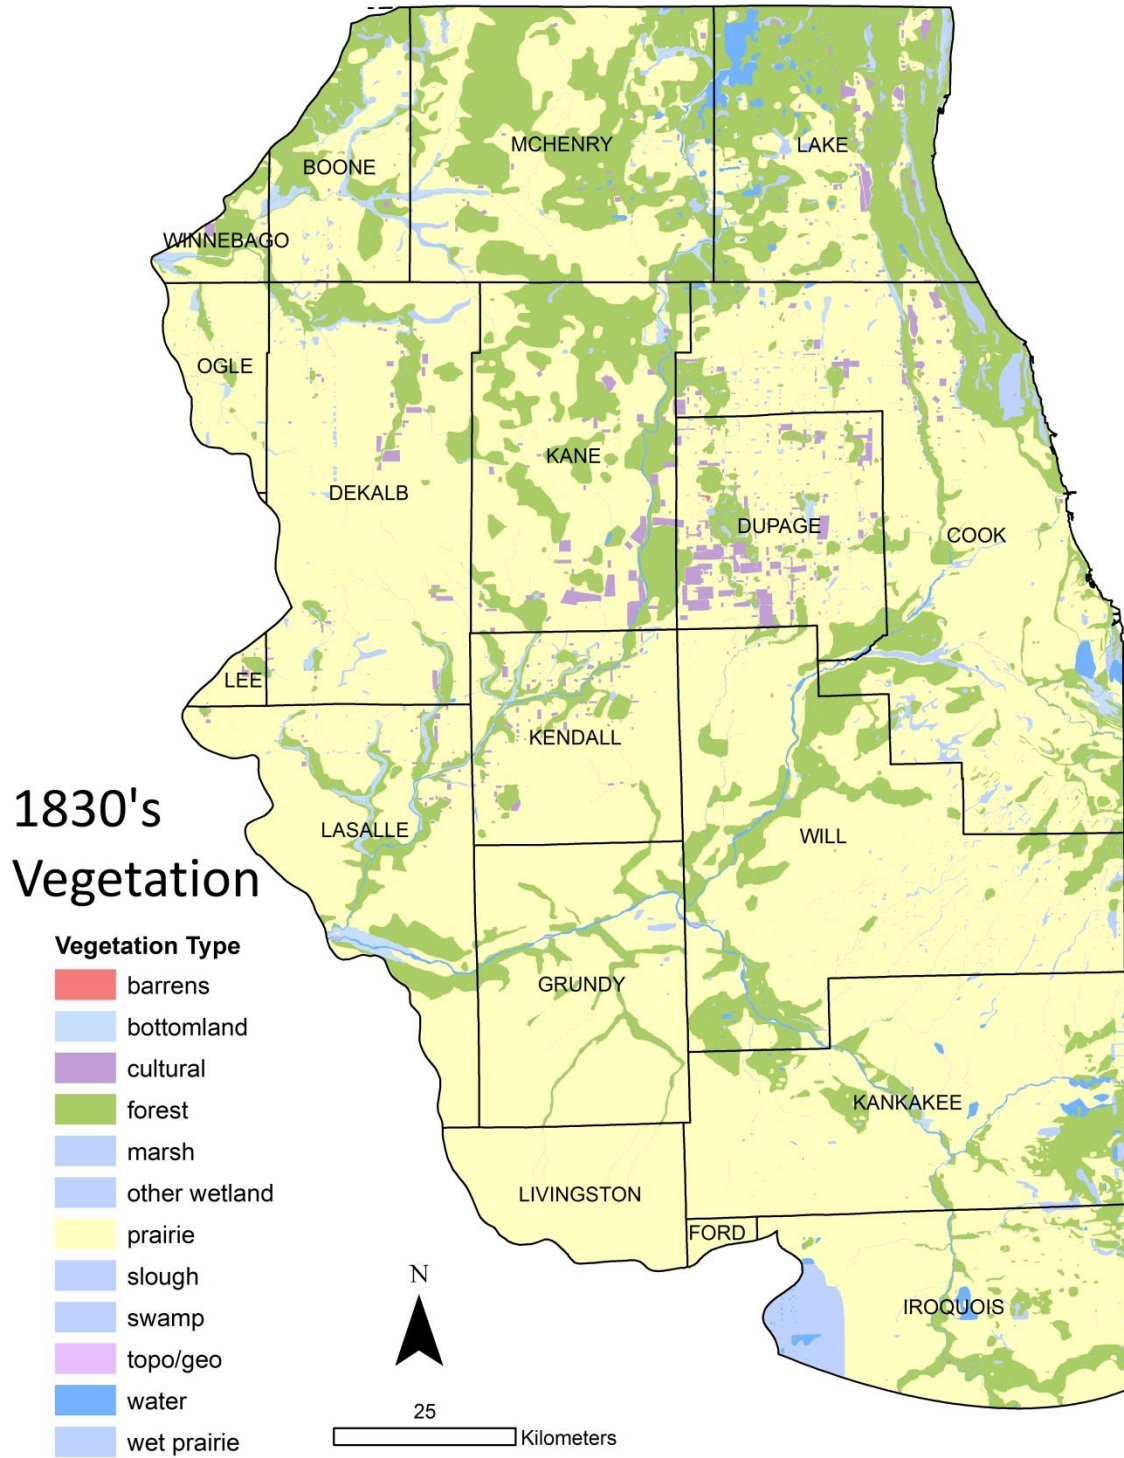 MCHENRY
LAKE
BOONE
WINNEBAGO
OGLE
KANE
DEKALB
DUPAGE
COOK
LEE
KENDALL
1830's
Vegetation
LASALLE
WILL
GRUNDY
KANKAKEE
LIVINGSTON
FORD
IROQUOIS
Vegetation Type
barrens
bottomland
cultural
forest
marsh
other wetland
prairie
slough
swamp
topo/geo
water
wet prairie
N
25
Kilometers